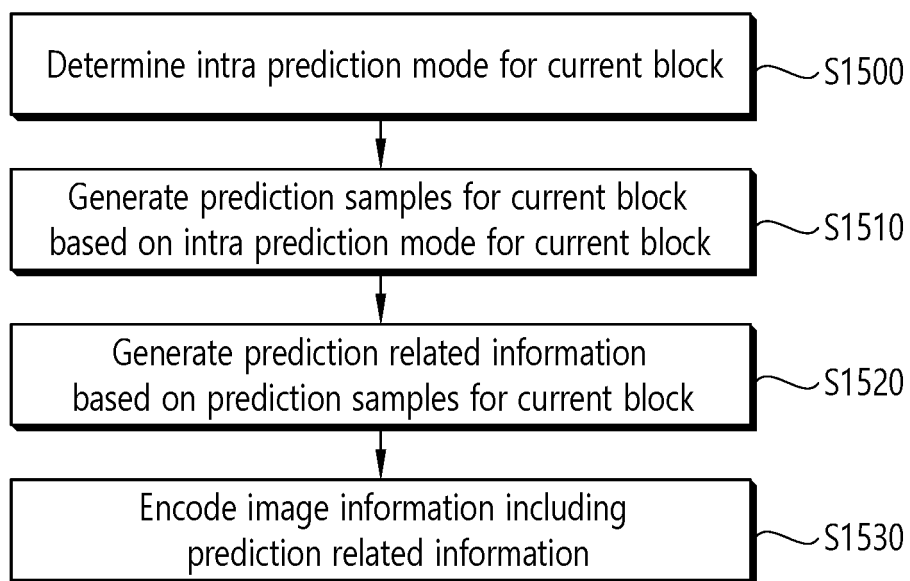 Determine intra prediction mode for current block
S1500
Generate prediction samples for current block
based on intra prediction mode for current block
S1510
Generate prediction related information
based on prediction samples for current block
S1520
Encode image information including
prediction related information
S1530